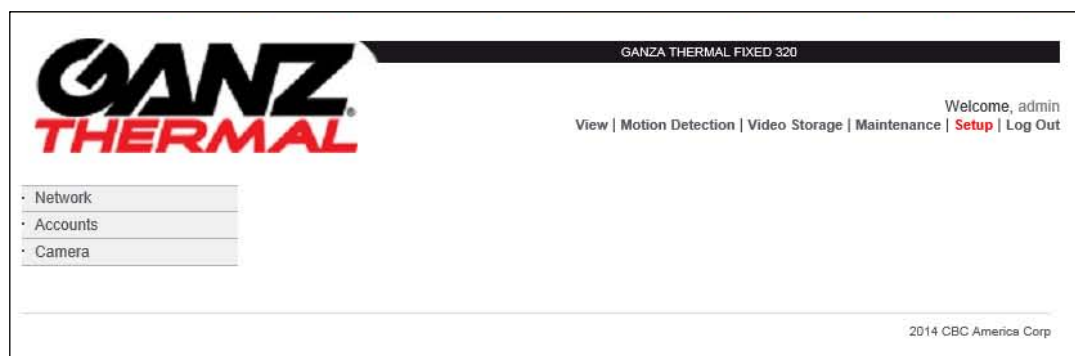 GANZ®
THERMAL
GANZA THERMAL FIXED 320
Welcome, admin
View | Motion Detection | Video Storage | Maintenance | Setup | Log Out
· Network
· Accounts
· Camera
2014 CBC America Corp